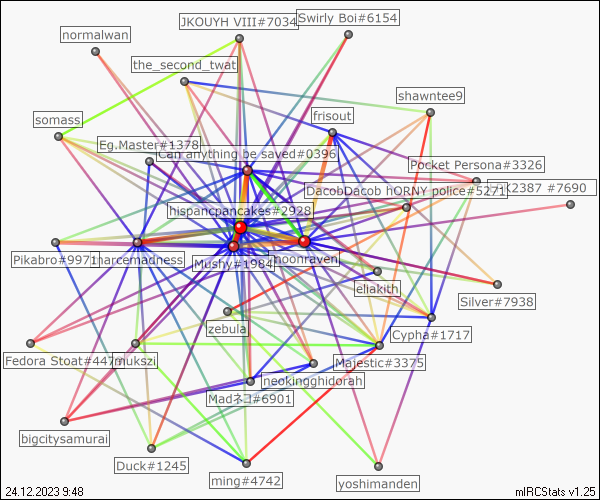 JKOUYH VIII#7034
Swirly Boi#6154
normalwan
the_second_twat
shawntee9
frisout
somass
Eg.Master#1378
Can anything be saved#0396
Pocket Persona#3326
#7690
DacobDacob hORNY police#5271
hispancpancakes#2928
Pikabro#9971
narcemadness
Mushy#1984
noonraven
eliakith
Silver#7938
zebula
Cypha#1717
Fedora Stoat#447
mukszi
Majestic#3375
neokingghidorah
Madネコ#6901
bigcitysamurai
Duck#1245
ming#4742
yoshimanden
24.12.2023 9:48
mIRCStats v1.25